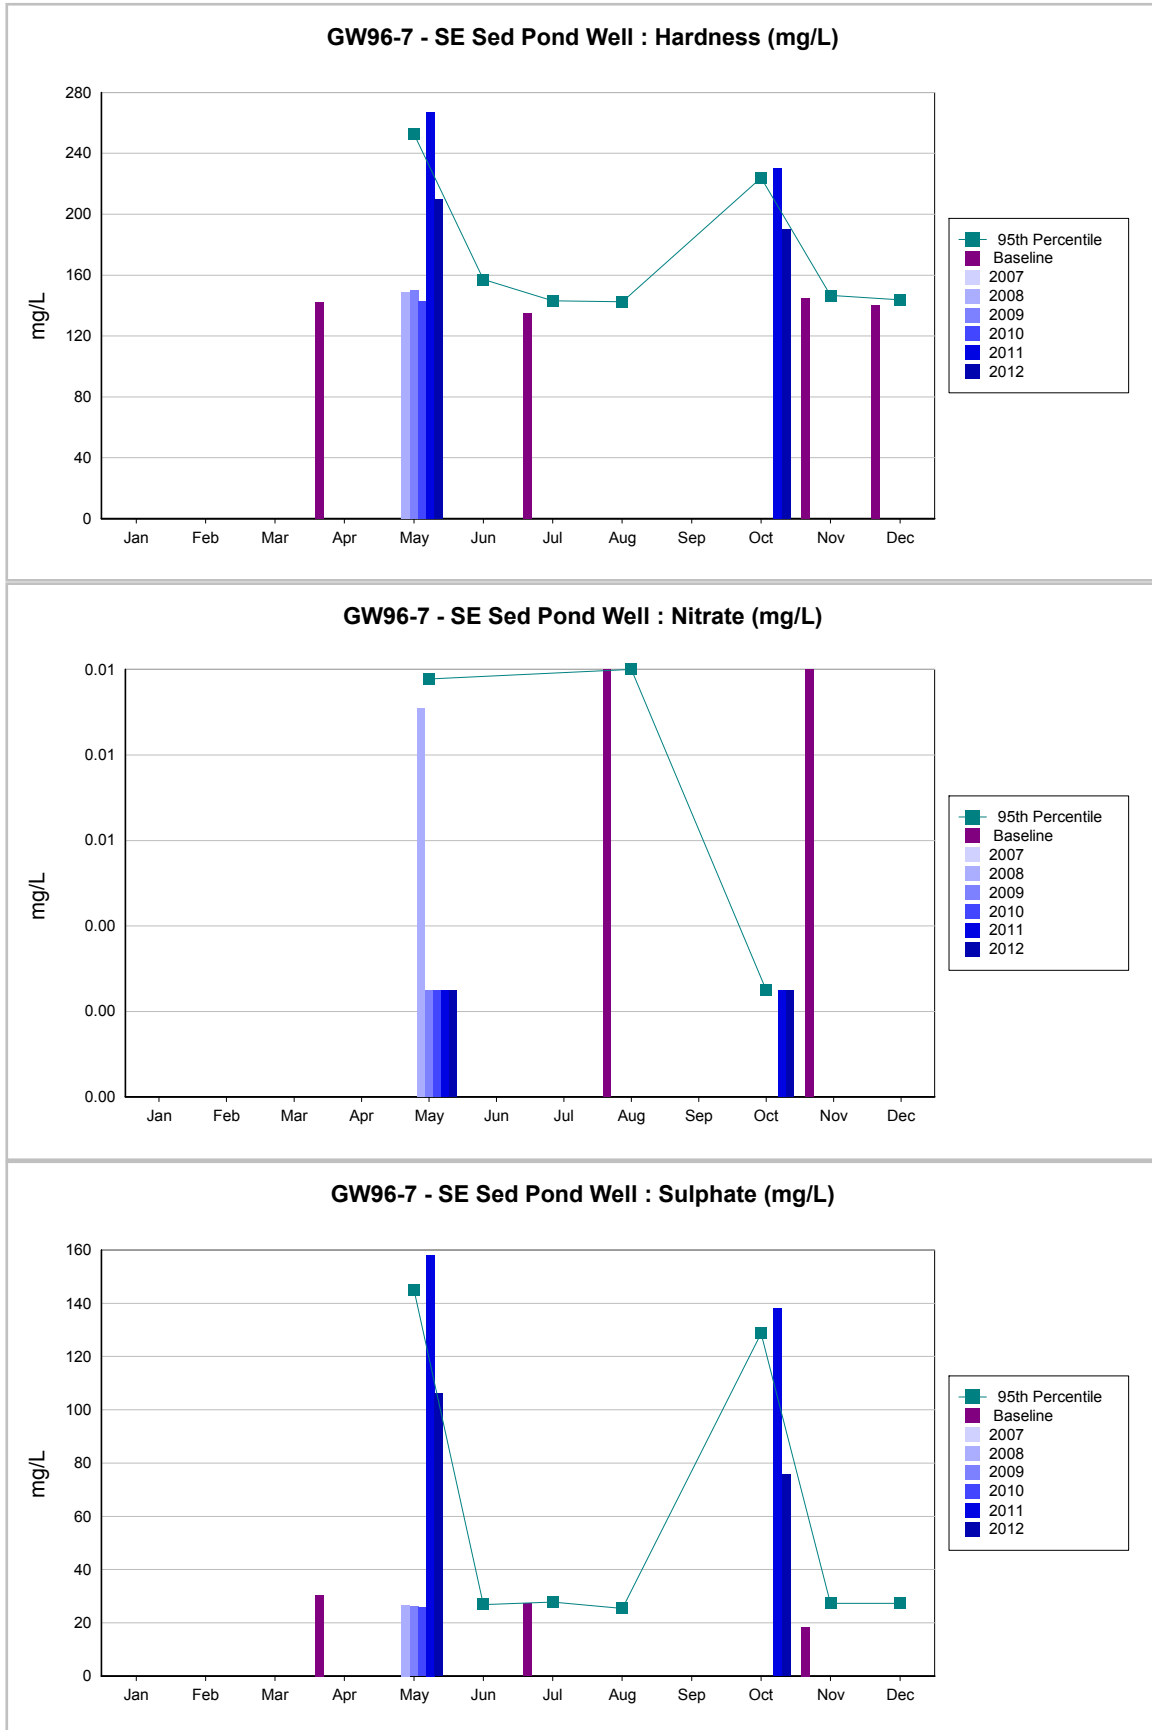 GW96-7 - SE Sed Pond Well : Hardness (mg/L)
280
240
200
160
120
80
40
0
mg/L
Jan Feb Mar Apr May Jun Jul Aug Sep Oct Nov Dec
95th Percentile
Baseline
2007
2008
2009
2010
2011
2012
GW96-7 - SE Sed Pond Well : Nitrate (mg/L)
0.01
0.01
0.01
0.00
0.00
0.00
mg/L
Jan Feb Mar Apr May Jun Jul Aug Sep Oct Nov Dec
95th Percentile
Baseline
2007
2008
2009
2010
2011
2012
GW96-7 - SE Sed Pond Well : Sulphate (mg/L)
160
140
120
100
80
60
40
20
0
mg/L
Jan Feb Mar Apr May Jun Jul Aug Sep Oct Nov Dec
95th Percentile
Baseline
2007
2008
2009
2010
2011
2012